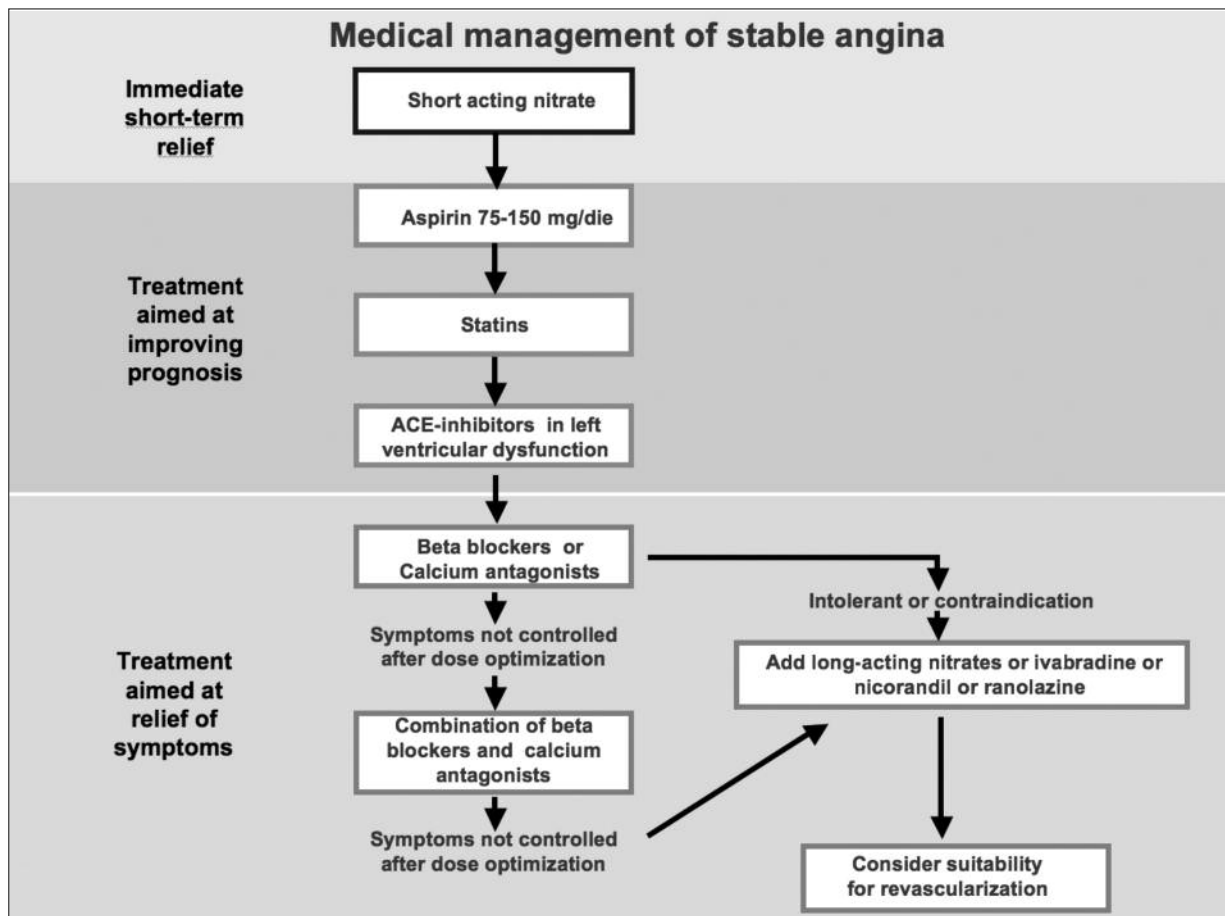 Medical management of stable angina
Immediate
short-term
relief
Short acting nitrate
Treatment
aimed at
improving
prognosis
Aspirin 75-150 mg/die
Statins
ACE-inhibitors in left
ventricular dysfunction
Treatment
aimed at
relief of
symptoms
Beta blockers or
Calcium antagonists
Symptoms not controlled
after dose optimization
Combination of beta
blockers and calcium
antagonists
Symptoms not controlled
after dose optimization
Intolerant or contraindication
Add long-acting nitrates or ivabradine or
nicorandil or ranolazine
Consider suitability
for revascularization